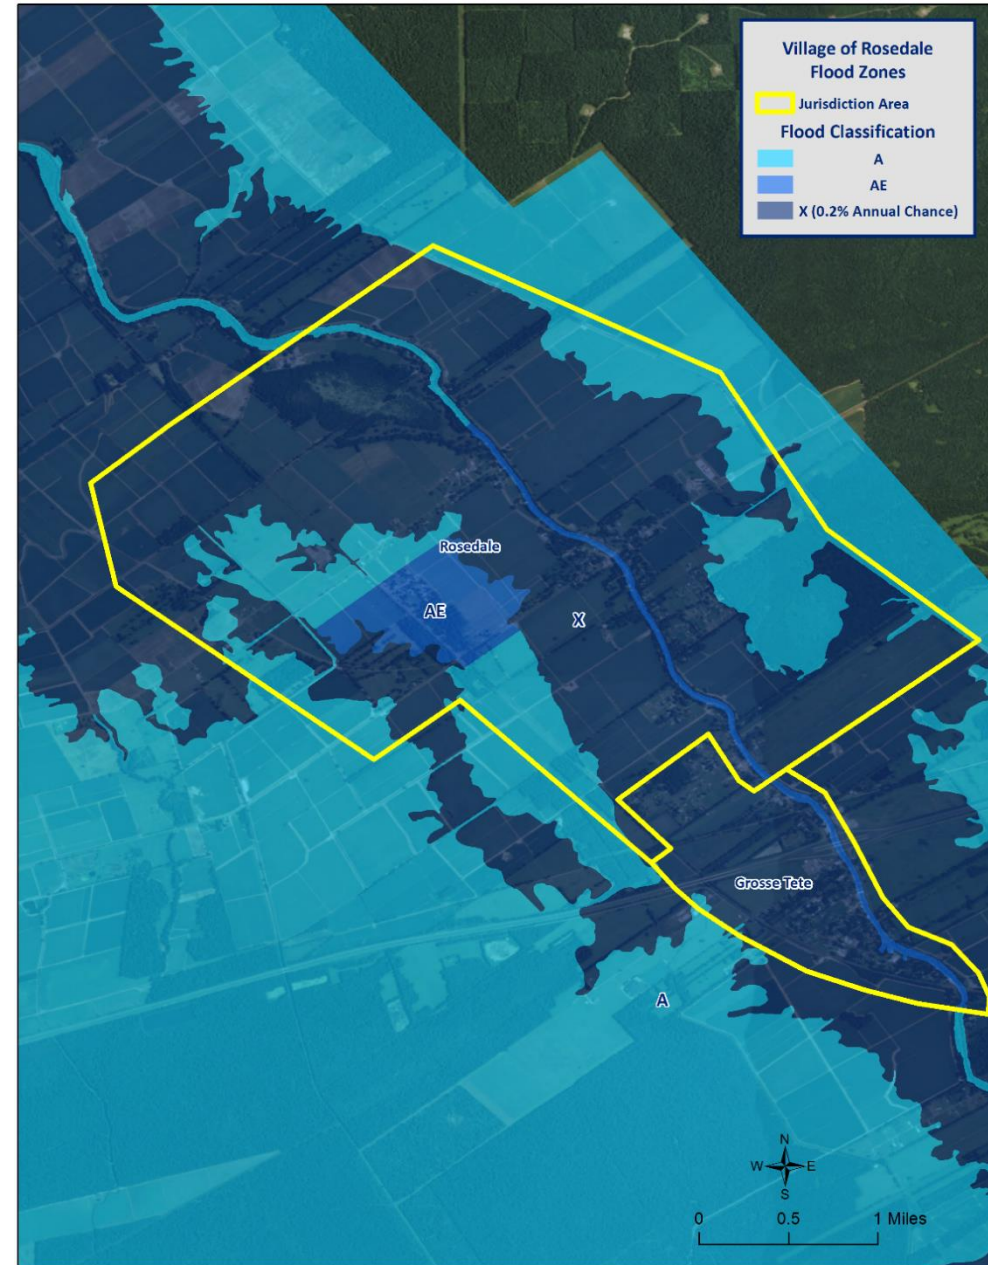 Village of Rosedale
Flood Zones
Jurisdiction Area
Flood Classification
A
AE
X (0.2% Annual Chance)
Rosedale
AE
X
Grosse Tete
A
N
W E
S
0 0.5 1 Miles